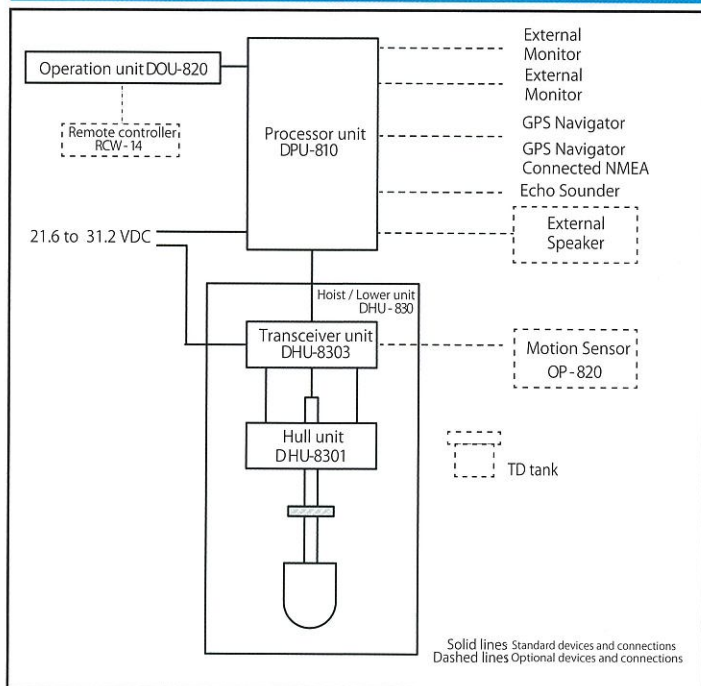 External
Monitor
Operation unit DOU-820
External
Monitor
Remote controller
RCW-14
Processor unit
DPU-810
GPS Navigator
GPS Navigator
Connected NMEA
Echo Sounder
21.6 to 31.2 VDC
External
Speaker
Hoist / Lower unit
DHU-830
Transceiver unit
DHU-8303
Motion Sensor
OP-820
Hull unit
DHU-8301
TD tank
Solid lines Standard devices and connections
Dashed lines Optional devices and connections